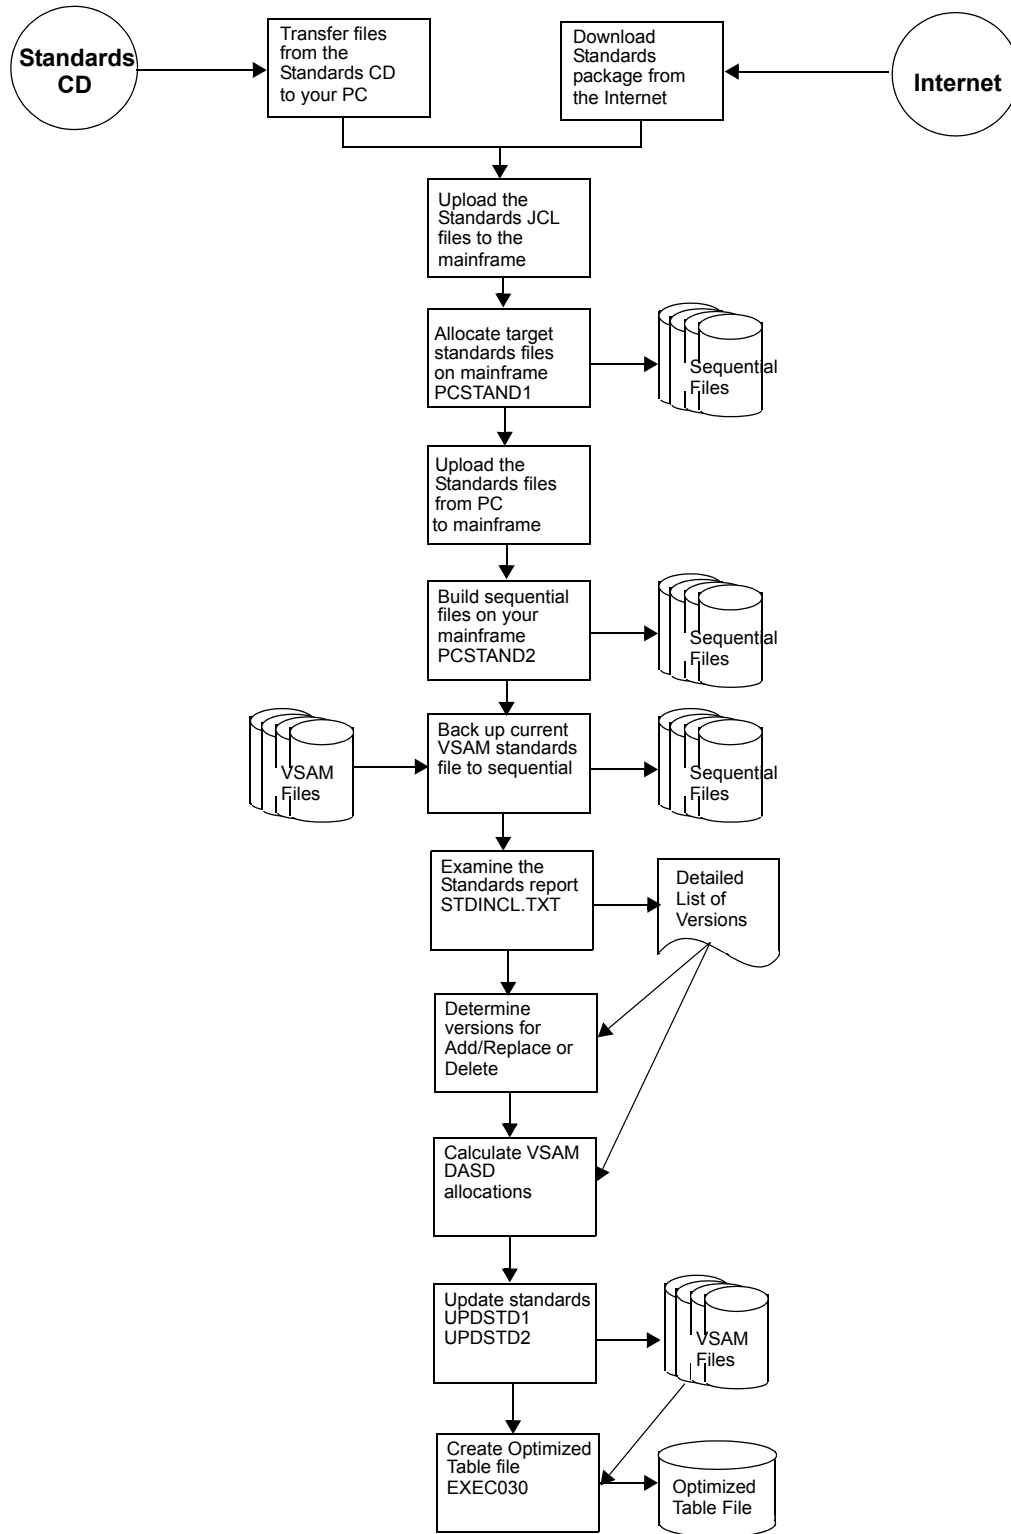 Standards
CD
Transfer files
from the
Standards CD
to your PC
Download
Standards
package from
the Internet
Internet
Upload the
Standards JCL
files to the
mainframe
Allocate target
standards files
on mainframe
PCSTAND1
Sequential
Files
Upload the
Standards files
from PC
to mainframe
Build sequential
files on your
mainframe
PCSTAND2
Sequential
Files
VSAM
Files
Back up current
VSAM standards
file to sequential
Sequential
Files
Examine the
Standards report
STDINCL.TXT
Detailed
List of
Versions
Determine
versions for
Add/Replace or
Delete
Calculate VSAM
DASD
allocations
Update standards
UPDSTD1
UPDSTD2
VSAM
Files
Create Optimized
Table file
EXEC030
Optimized
Table File